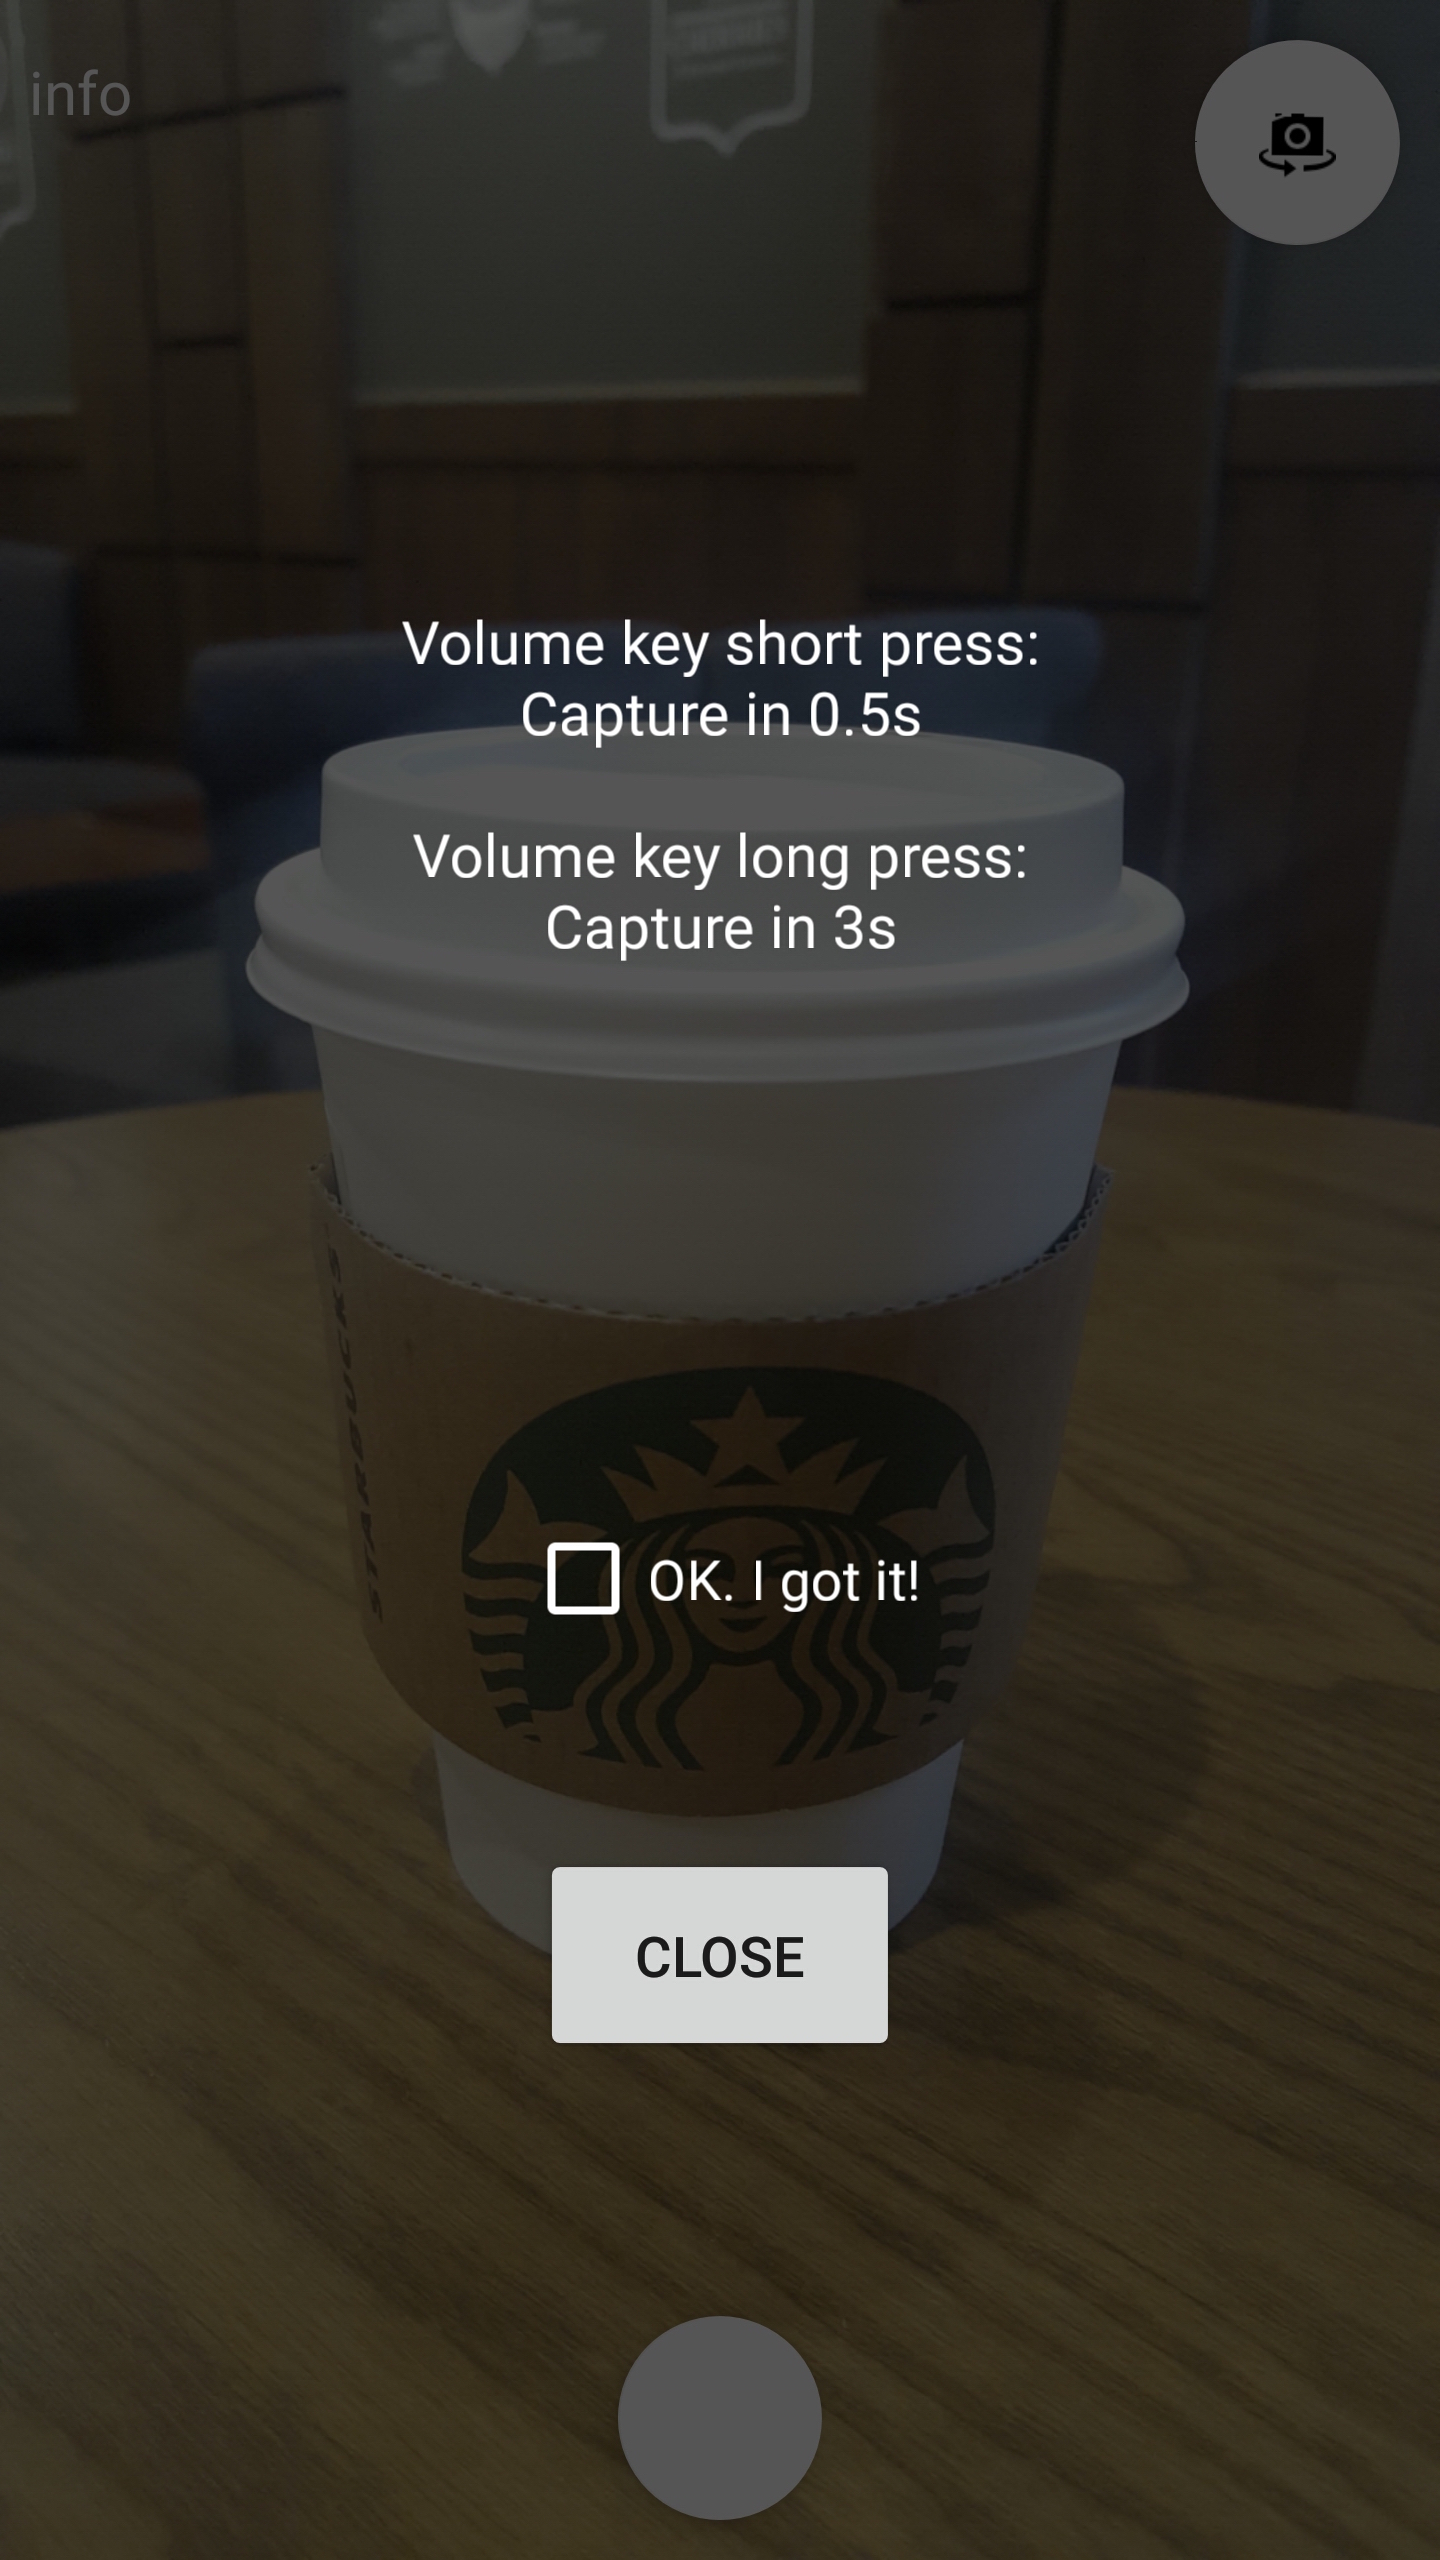 info
Volume key short press:
Capture in 0.5s
Volume key long press:
Capture in 3s
STARBUCKS
OK. I got it!
CLOSE